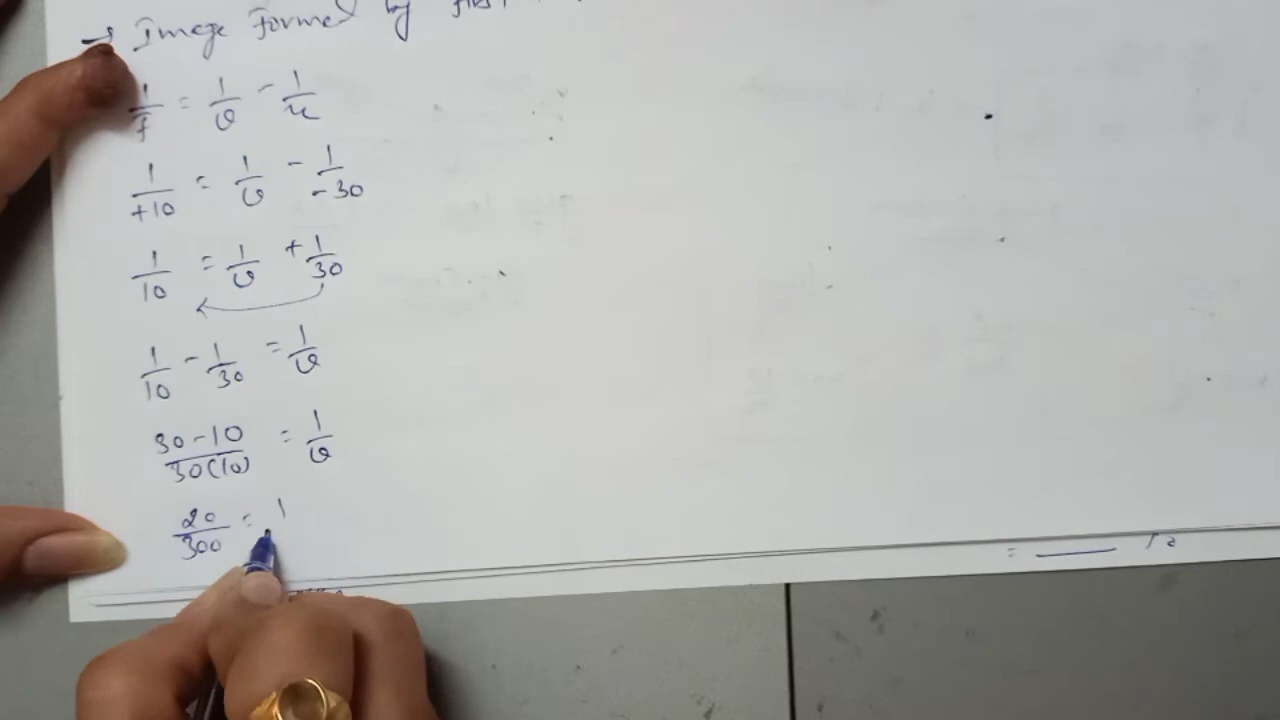 → Image Formed by first
1/f = 1/v - 1/u
1/+10 = 1/v - 1/-30
1/10 = 1/v + 1/30
1/10 - 1/30 = 1/v
30-10/30(10) = 1/v
20/300 = 1
=